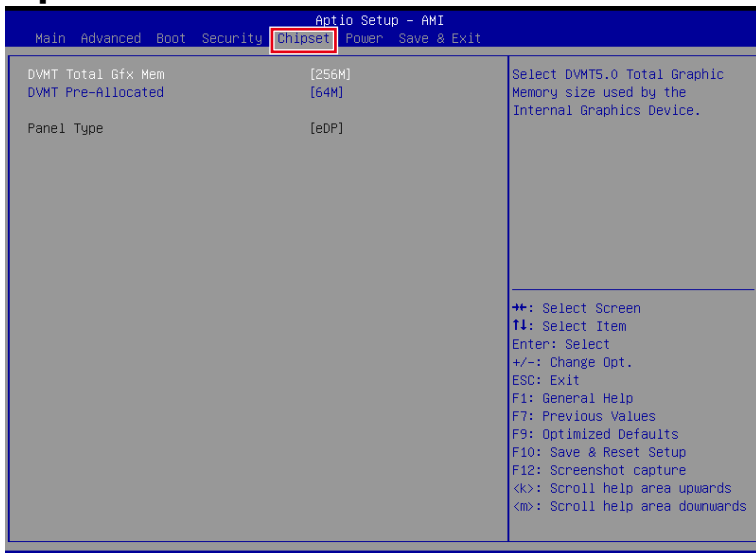 Aptio Setup - AMI
Main Advanced Boot Security Chipset Power Save & Exit
DVMT Total Gfx Mem [256M]
DVMT Pre-Allocated [64M]
Panel Type [eDP]
Select DVMT5.0 Total Graphic
Memory size used by the
Internal Graphics Device.
→←: Select Screen
↑↓: Select Item
Enter: Select
+/-: Change Opt.
ESC: Exit
F1: General Help
F7: Previous Values
F9: Optimized Defaults
F10: Save & Reset Setup
F12: Screenshot capture
<k>: Scroll help area upwards
<m>: Scroll help area downwards